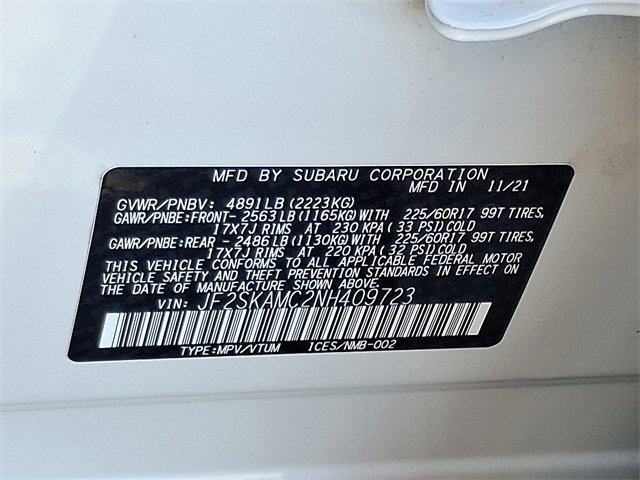 MFD BY SUBARU CORPORATION
MFD IN 11/21
GVWR/PNBV: 4891LB(2223KG)
GAWR/PNBE:FRONT- 2563LB(1165KG)WITH 225/60R17 99T TIRES,
17X7J RIMS AT 230 KPA( 33 PSI)COLD
GAWR/PNBE:REAR - 2486LB(1130KG)WITH 225/60R17 99T TIRES,
17X7J RIMS AT 220 KPA( 32 PSI)COLD
THIS VEHICLE CONFORMS TO ALL APPLICABLE FEDERAL MOTOR
VEHICLE SAFETY AND THEFT PREVENTION STANDARDS IN EFFECT ON
THE DATE OF MANUFACTURE SHOWN ABOVE.
VIN: JF2SKAMC2NH409723
TYPE:MPV/VTUM ICES/NMB-002